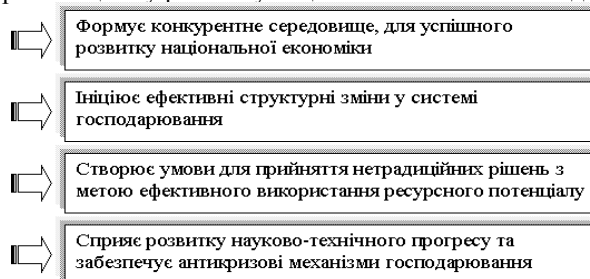 Формує конкурентне середовище, для успішного
розвитку національної економіки
Ініціює ефективні структурні зміни у системі
господарювання
Створює умови для прийняття нетрадиційних рішень з
метою ефективного використання ресурсного потенціалу
Сприяє розвитку науково-технічного прогресу та
забезпечує антикризові механізми господарювання